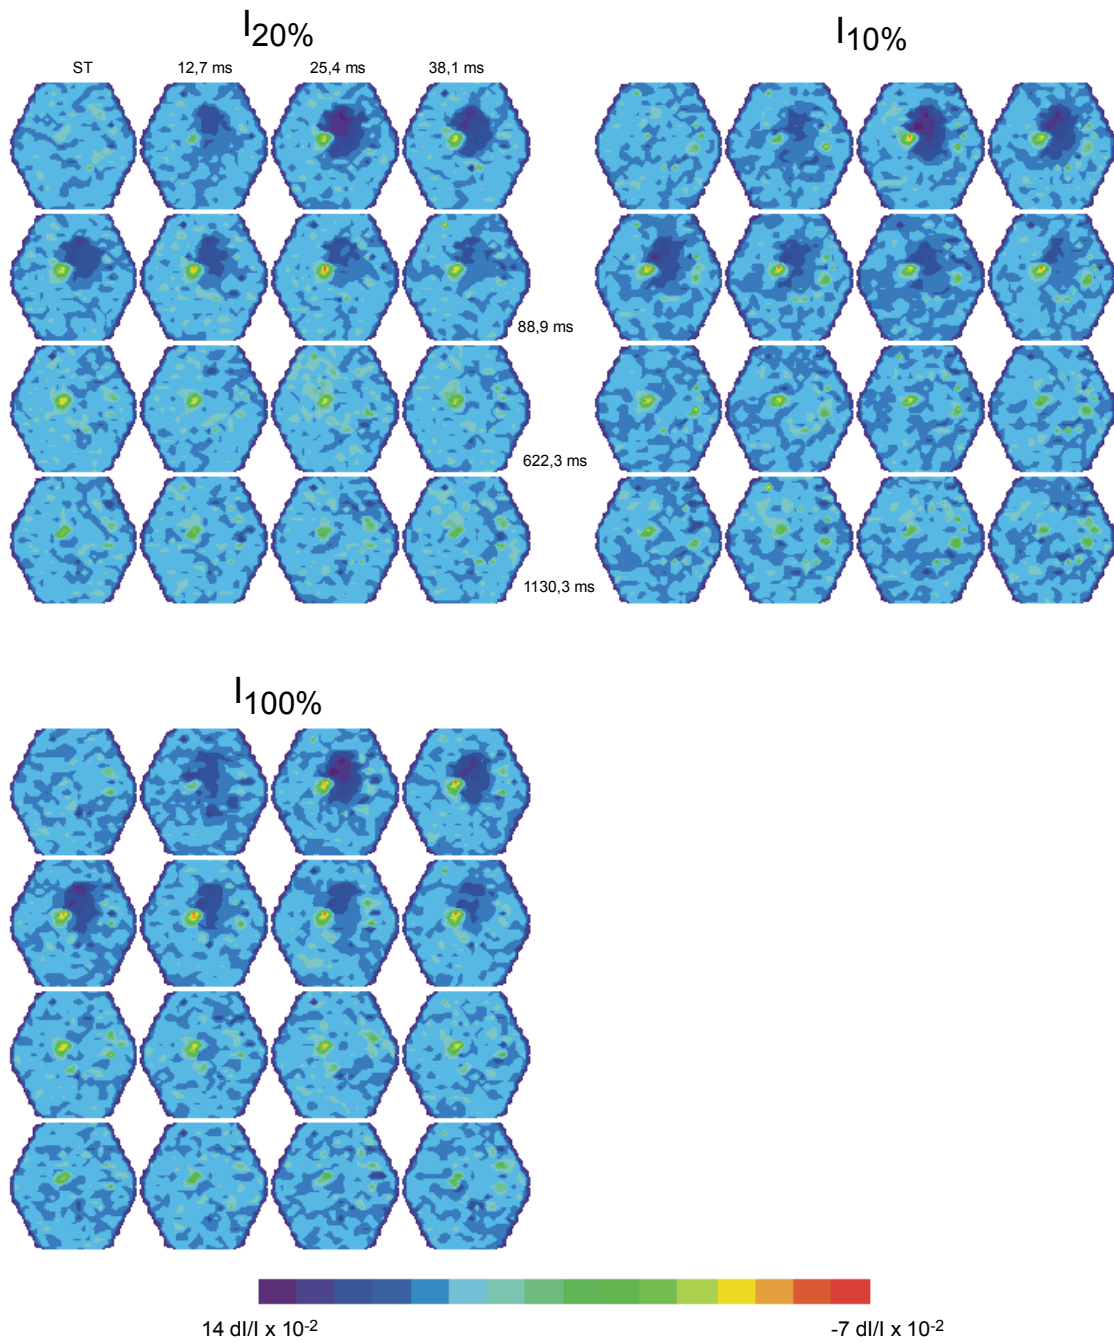 I20%
I10%
ST 12,7 ms 25,4 ms 38,1 ms
88,9 ms
622,3 ms
1130,3 ms
I100%
14 dI/I x 10-2 -7 dI/I x 10-2